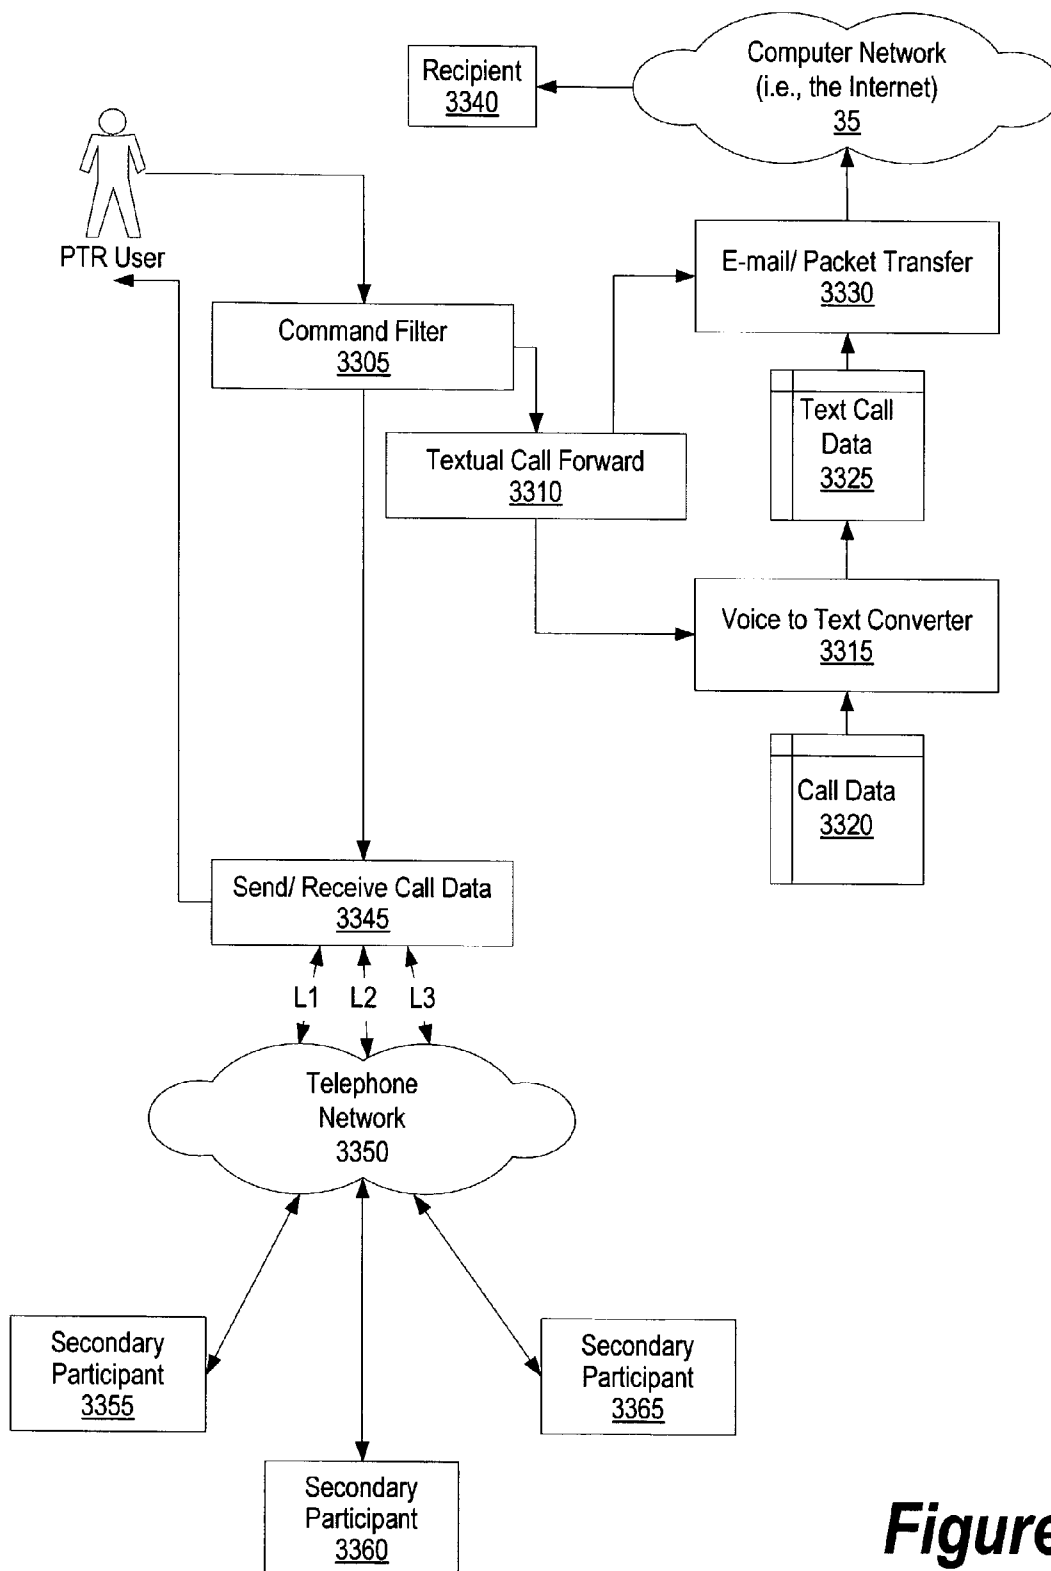 Computer Network
(i.e., the Internet)
35
Recipient
3340
PTR User
E-mail/ Packet Transfer
3330
Command Filter
3305
Text Call
Data
3325
Textual Call Forward
3310
Voice to Text Converter
3315
Call Data
3320
Send/ Receive Call Data
3345
L1 L2 L3
Telephone
Network
3350
Secondary
Participant
3355
Secondary
Participant
3365
Secondary
Participant
3360
Figure